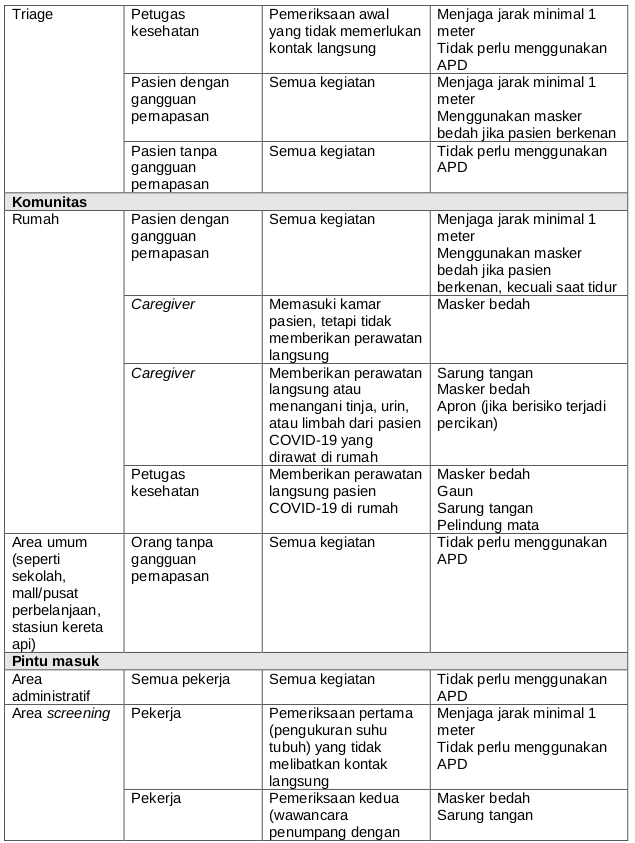 Triage
Petugas
kesehatan
Pemeriksaan awal
yang tidak memerlukan
kontak langsung
Menjaga jarak minimal 1
meter
Tidak perlu menggunakan
APD
Pasien dengan
gangguan
pernapasan
Semua kegiatan
Menjaga jarak minimal 1
meter
Menggunakan masker
bedah jika pasien berkenan
Pasien tanpa
gangguan
pernapasan
Semua kegiatan
Tidak perlu menggunakan
APD
Komunitas
Rumah
Pasien dengan
gangguan
pernapasan
Semua kegiatan
Menjaga jarak minimal 1
meter
Menggunakan masker
bedah jika pasien
berkenan, kecuali saat tidur
Caregiver
Memasuki kamar
pasien, tetapi tidak
memberikan perawatan
langsung
Masker bedah
Caregiver
Memberikan perawatan
langsung atau
menangani tinja, urin,
atau limbah dari pasien
COVID-19 yang
dirawat di rumah
Sarung tangan
Masker bedah
Apron (jika berisiko terjadi
percikan)
Petugas
kesehatan
Memberikan perawatan
langsung pasien
COVID-19 di rumah
Masker bedah
Gaun
Sarung tangan
Pelindung mata
Area umum
(seperti
sekolah,
mall/pusat
perbelanjaan,
stasiun kereta
api)
Orang tanpa
gangguan
pernapasan
Semua kegiatan
Tidak perlu menggunakan
APD
Pintu masuk
Area
administratif
Semua pekerja
Semua kegiatan
Tidak perlu menggunakan
APD
Area screening
Pekerja
Pemeriksaan pertama
(pengukuran suhu
tubuh) yang tidak
melibatkan kontak
langsung
Menjaga jarak minimal 1
meter
Tidak perlu menggunakan
APD
Pekerja
Pemeriksaan kedua
(wawancara
penumpang dengan
Masker bedah
Sarung tangan